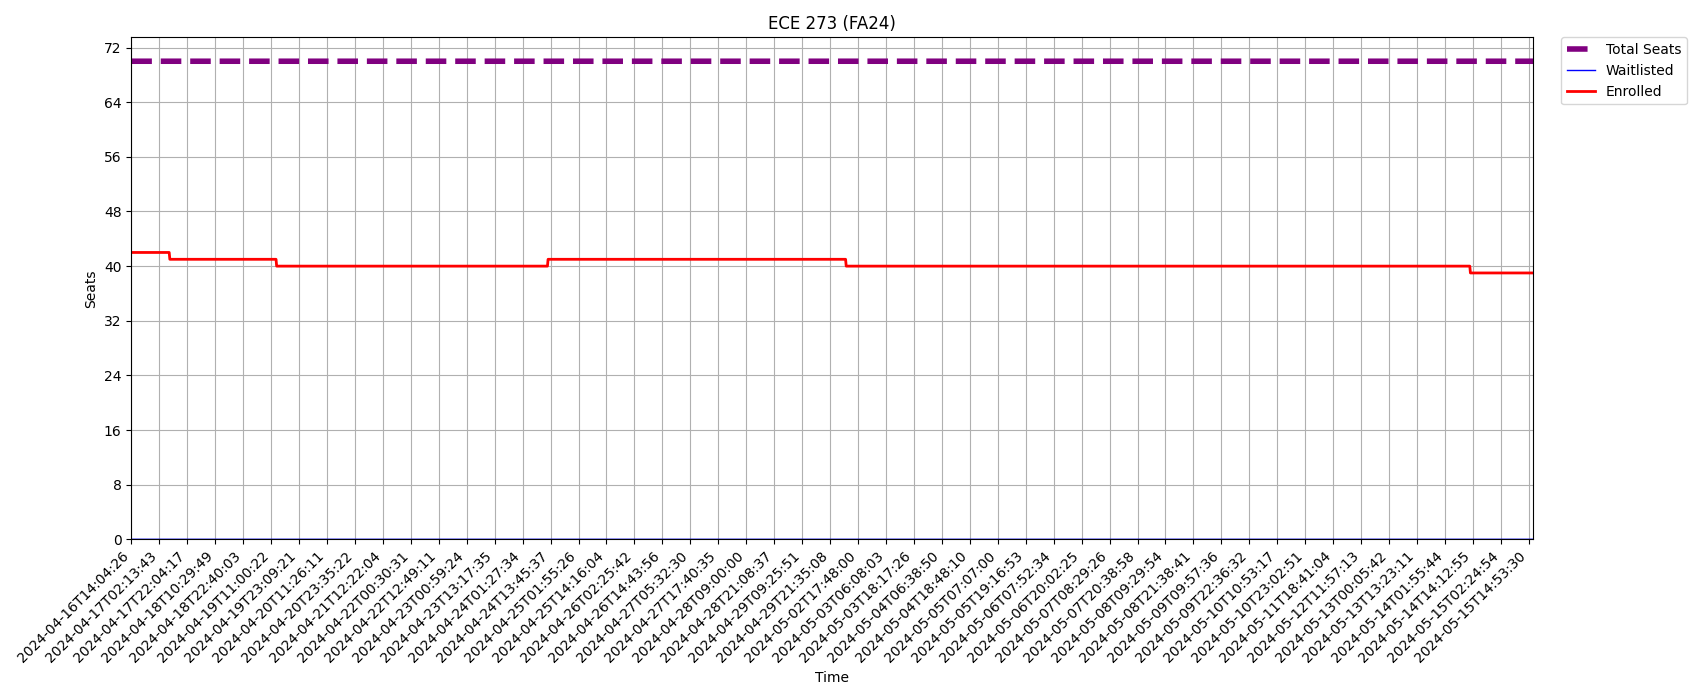 ECE 273 (FA24)
Total Seats
Waitlisted
Enrolled
72
64
56
48
40
32
24
16
8
0
Seats
2024-04-16T14:04:26
2024-04-17T02:13:43
2024-04-17T22:04:17
2024-04-18T10:29:49
2024-04-18T22:40:03
2024-04-19T11:00:22
2024-04-19T23:09:21
2024-04-20T11:26:11
2024-04-20T23:35:22
2024-04-21T12:22:04
2024-04-22T00:30:31
2024-04-22T12:49:11
2024-04-23T00:59:24
2024-04-23T13:17:35
2024-04-24T01:27:34
2024-04-24T13:45:37
2024-04-25T01:55:26
2024-04-25T14:16:04
2024-04-26T02:25:42
2024-04-26T14:43:56
2024-04-27T05:32:30
2024-04-27T17:40:35
2024-04-28T09:00:00
2024-04-28T21:08:37
2024-04-29T09:25:51
2024-04-29T21:35:08
2024-05-02T17:48:00
2024-05-03T06:08:03
2024-05-03T18:17:26
2024-05-04T06:38:50
2024-05-04T18:48:10
2024-05-05T07:07:00
2024-05-05T19:16:53
2024-05-06T07:52:34
2024-05-06T20:02:25
2024-05-07T08:29:26
2024-05-07T20:38:58
2024-05-08T09:29:54
2024-05-08T21:38:41
2024-05-09T09:57:36
2024-05-09T22:36:32
2024-05-10T10:53:17
2024-05-10T23:02:51
2024-05-11T18:41:04
2024-05-12T11:57:13
2024-05-13T00:05:42
2024-05-13T13:23:11
2024-05-14T01:55:44
2024-05-14T14:12:55
2024-05-15T02:24:54
2024-05-15T14:53:30
Time